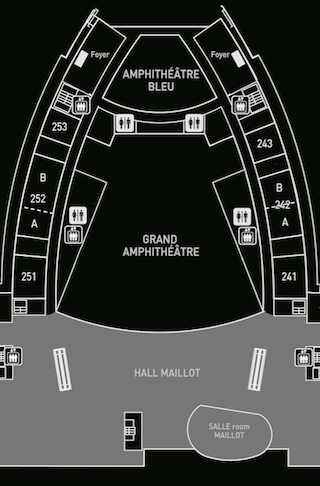 Foyer
Foyer
AMPHITHÉÂTRE
BLEU
253
243
B
252
A
B
242
A
GRAND
AMPHITHÉÂTRE
251
241
HALL MAILLOT
SALLE room
MAILLOT